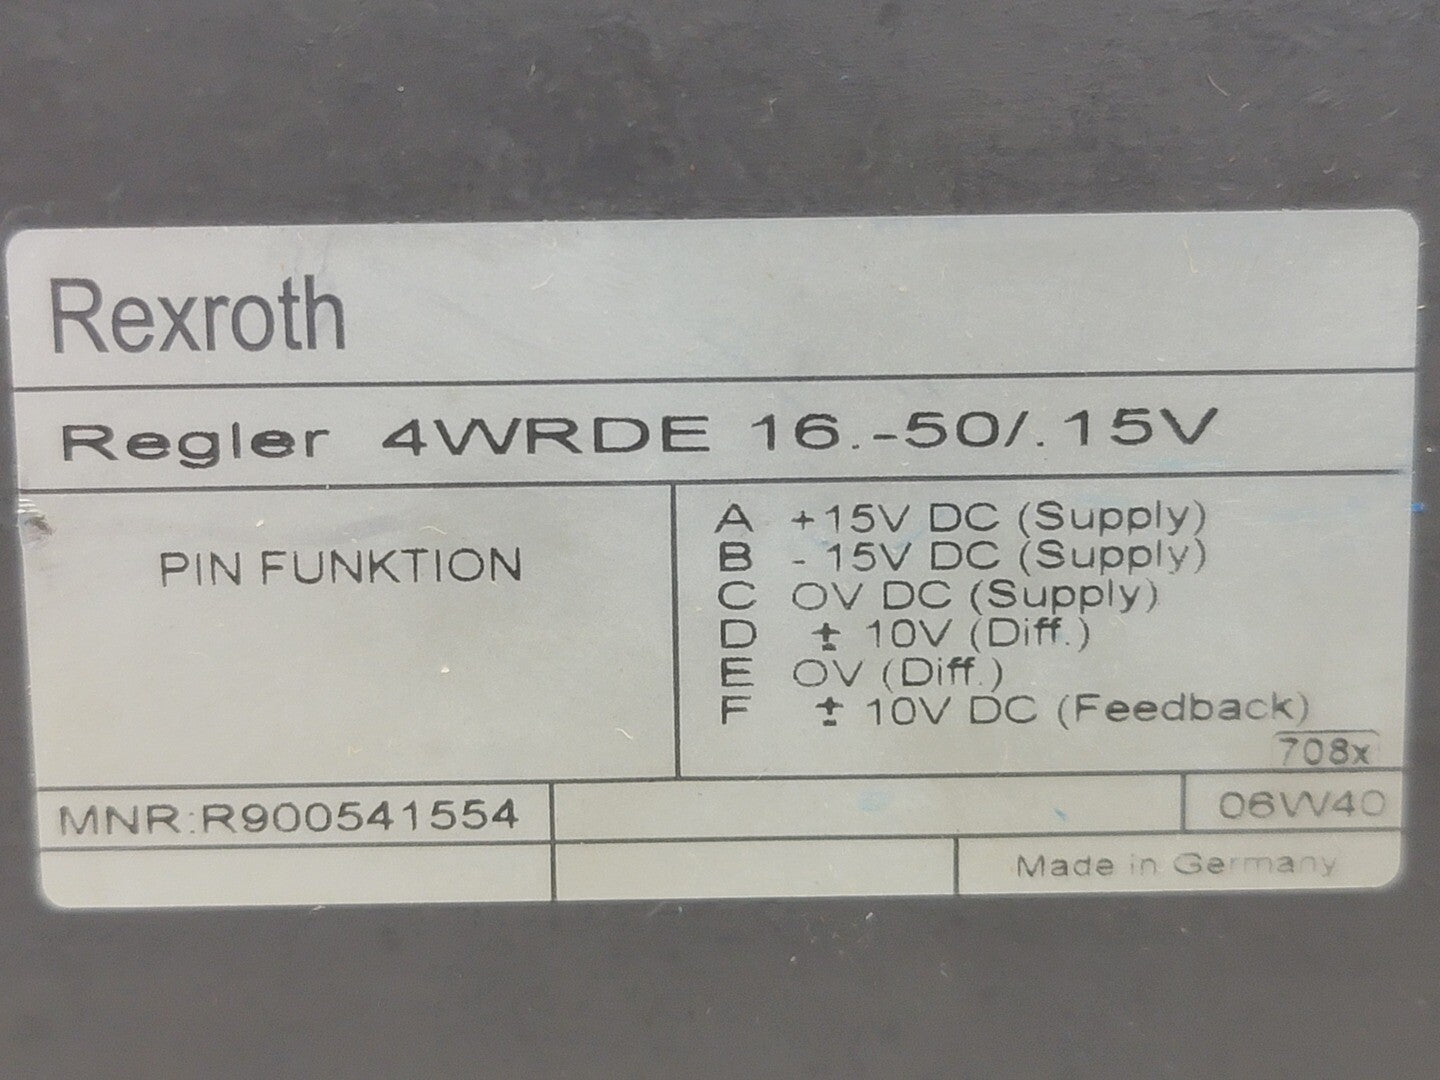 Rexroth
Regler 4WRDE 16.-50/.15V
PIN FUNKTION
A +15V DC (Supply)
B - 15V DC (Supply)
C 0V DC (Supply)
D ± 10V (Diff.)
E 0V (Diff.)
F ± 10V DC (Feedback)
708x
MNR:R900541554
06W40
Made in Germany